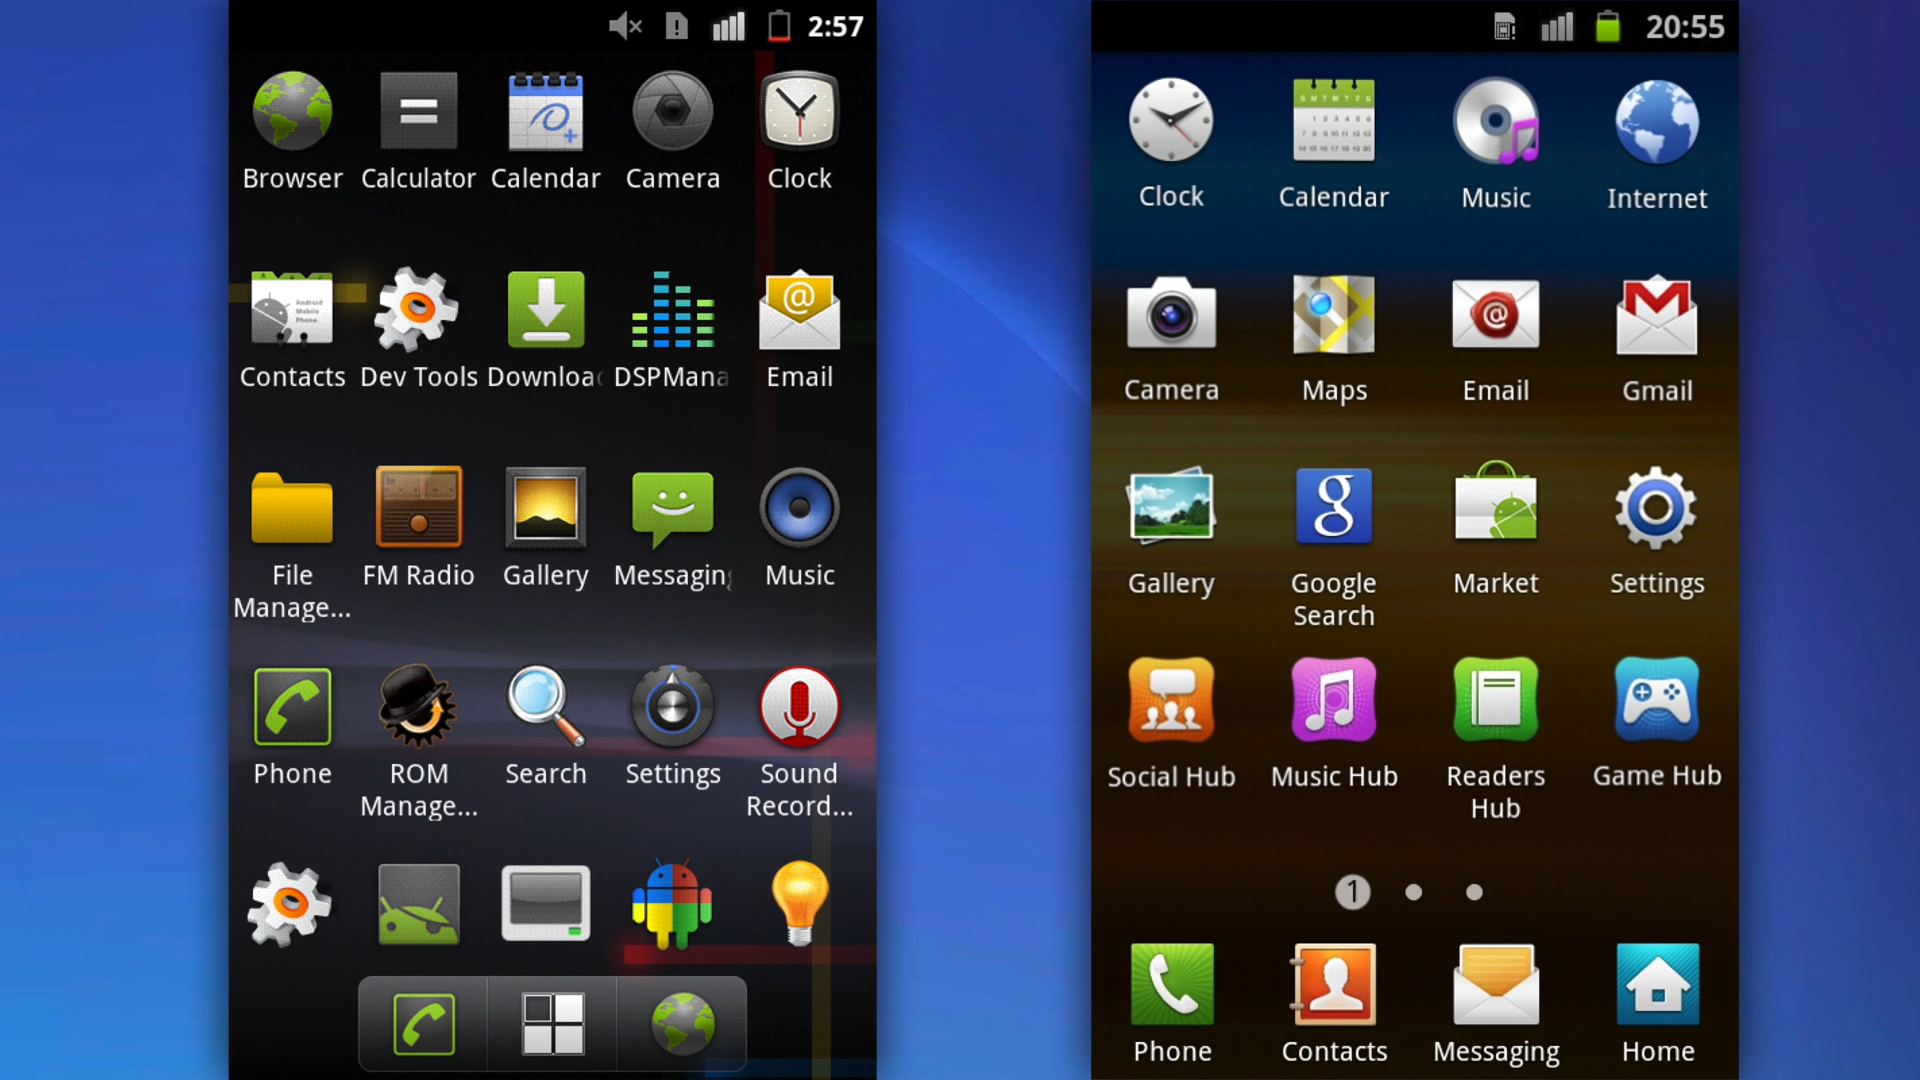 2:57
Browser Calculator Calendar Camera Clock
Contacts Dev Tools Downloa DSPMana Email
File FM Radio Gallery Messaging Music
Manage...
Phone ROM Search Settings Sound
Manage... Record...
20:55
Clock Calendar Music Internet
Camera Maps Email Gmail
Gallery Google Market Settings
Search
Social Hub Music Hub Readers Game Hub
Hub
1
Phone Contacts Messaging Home